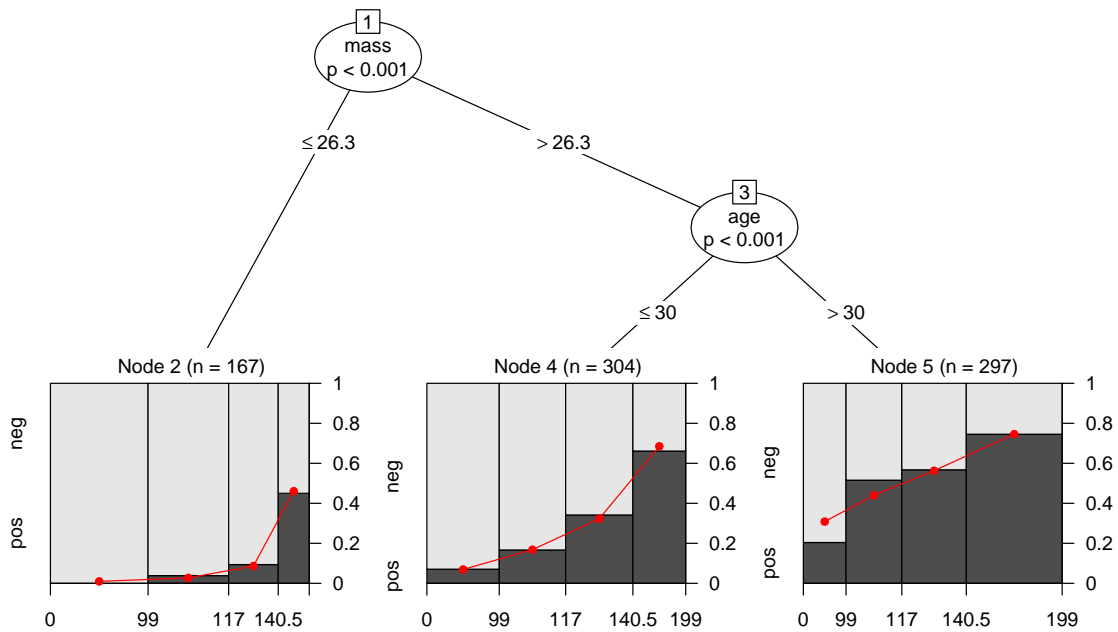 1
mass
p < 0.001
≤ 26.3
> 26.3
3
age
p < 0.001
≤ 30
> 30
Node 2 (n = 167)
neg
pos
1
0.8
0.6
0.4
0.2
0
0 99 117 140.5
Node 4 (n = 304)
neg
pos
1
0.8
0.6
0.4
0.2
0
0 99 117 140.5 199
Node 5 (n = 297)
neg
pos
1
0.8
0.6
0.4
0.2
0
0 99 117 140.5 199